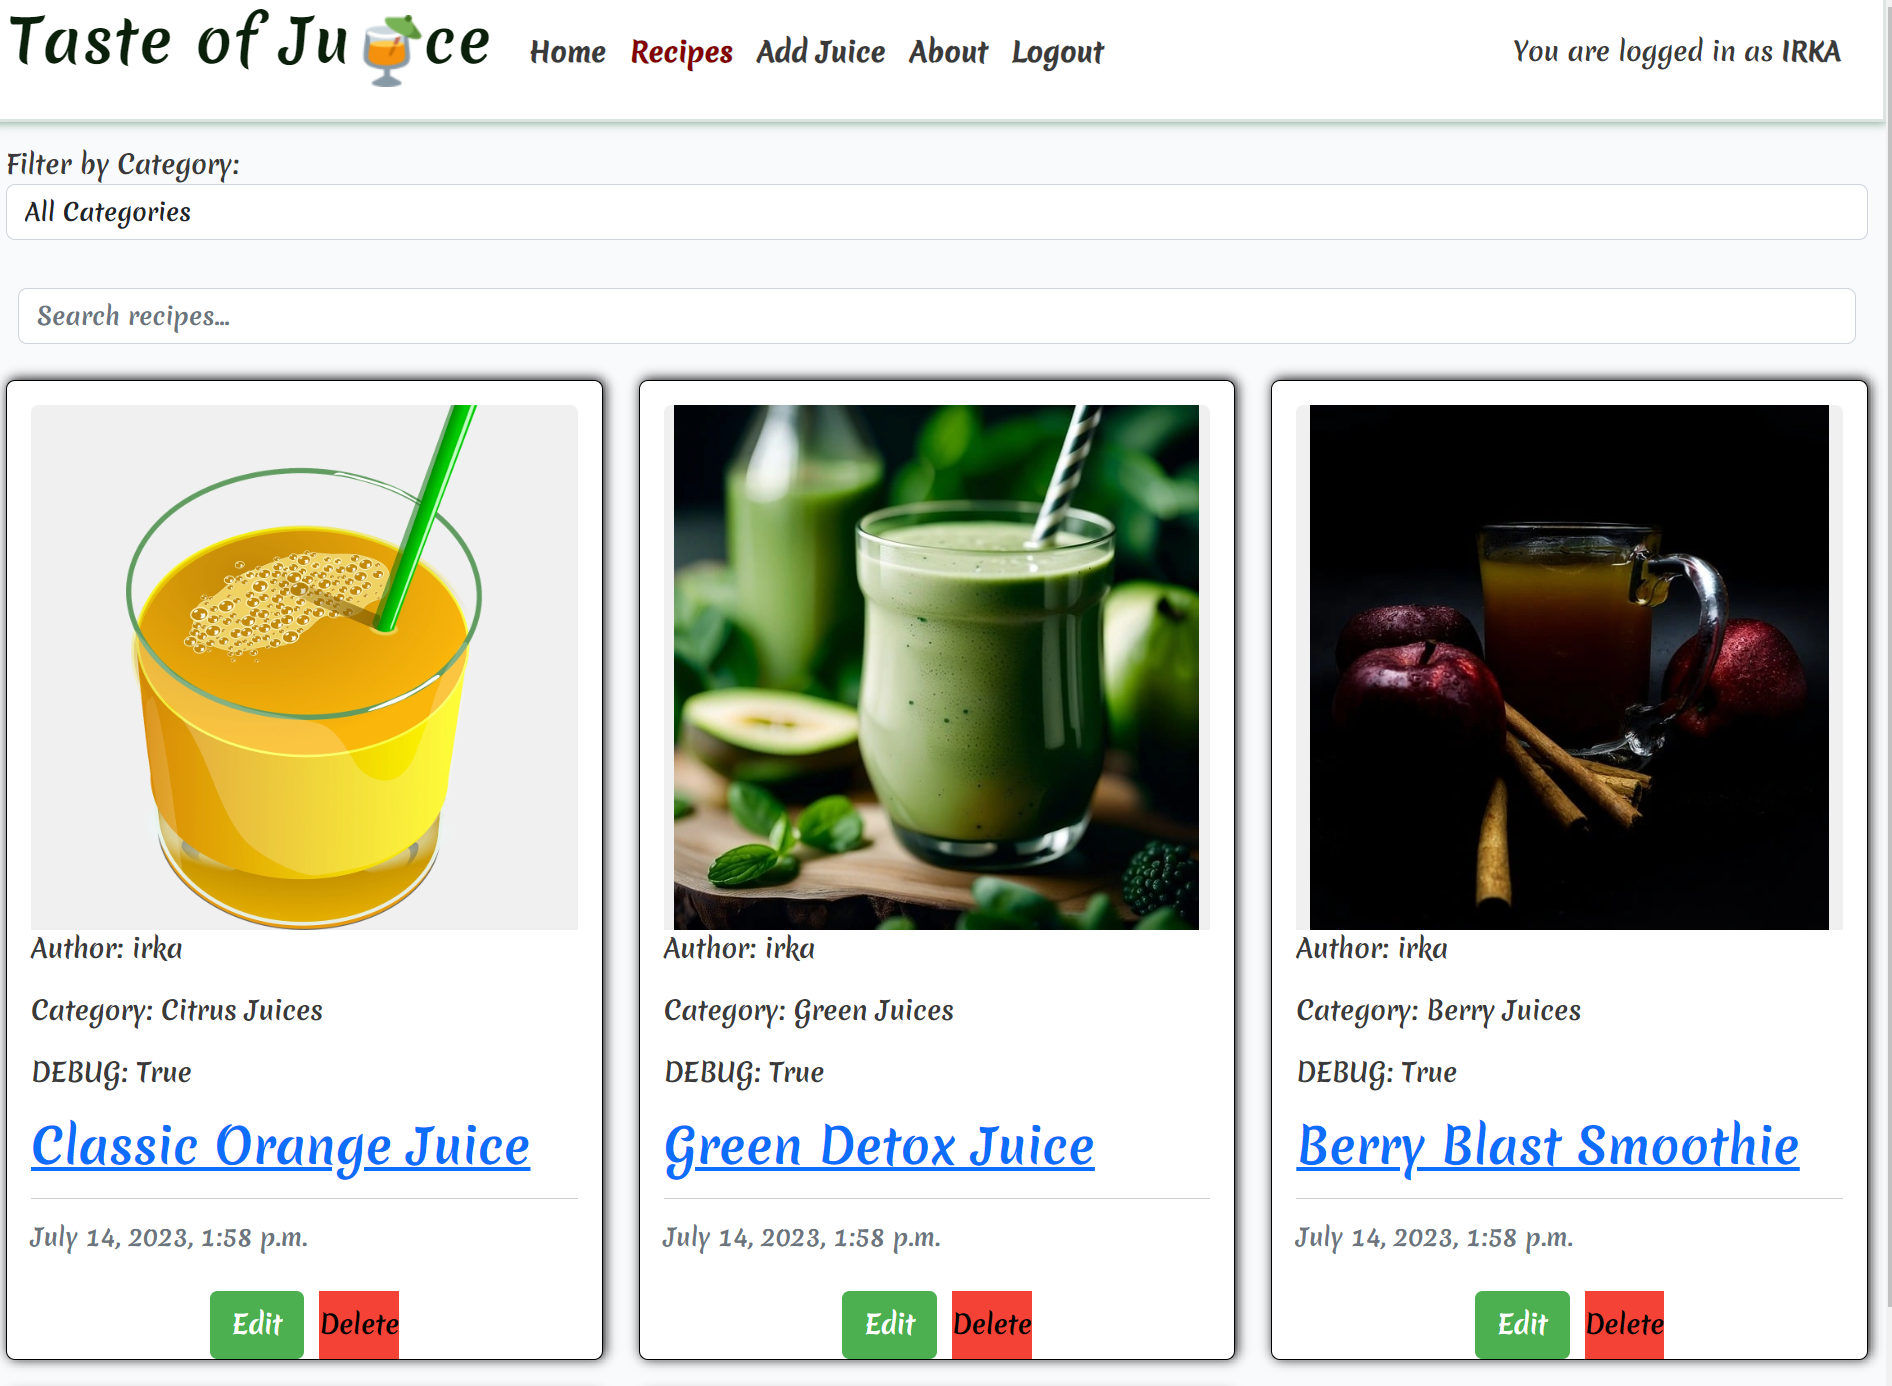 Taste of Ju🍹ce
Home Recipes Add Juice About Logout
You are logged in as IRKA
Filter by Category:
All Categories
Search recipes...
Author: irka
Category: Citrus Juices
DEBUG: True
Classic Orange Juice
July 14, 2023, 1:58 p.m.
Edit Delete
Author: irka
Category: Green Juices
DEBUG: True
Green Detox Juice
July 14, 2023, 1:58 p.m.
Edit Delete
Author: irka
Category: Berry Juices
DEBUG: True
Berry Blast Smoothie
July 14, 2023, 1:58 p.m.
Edit Delete